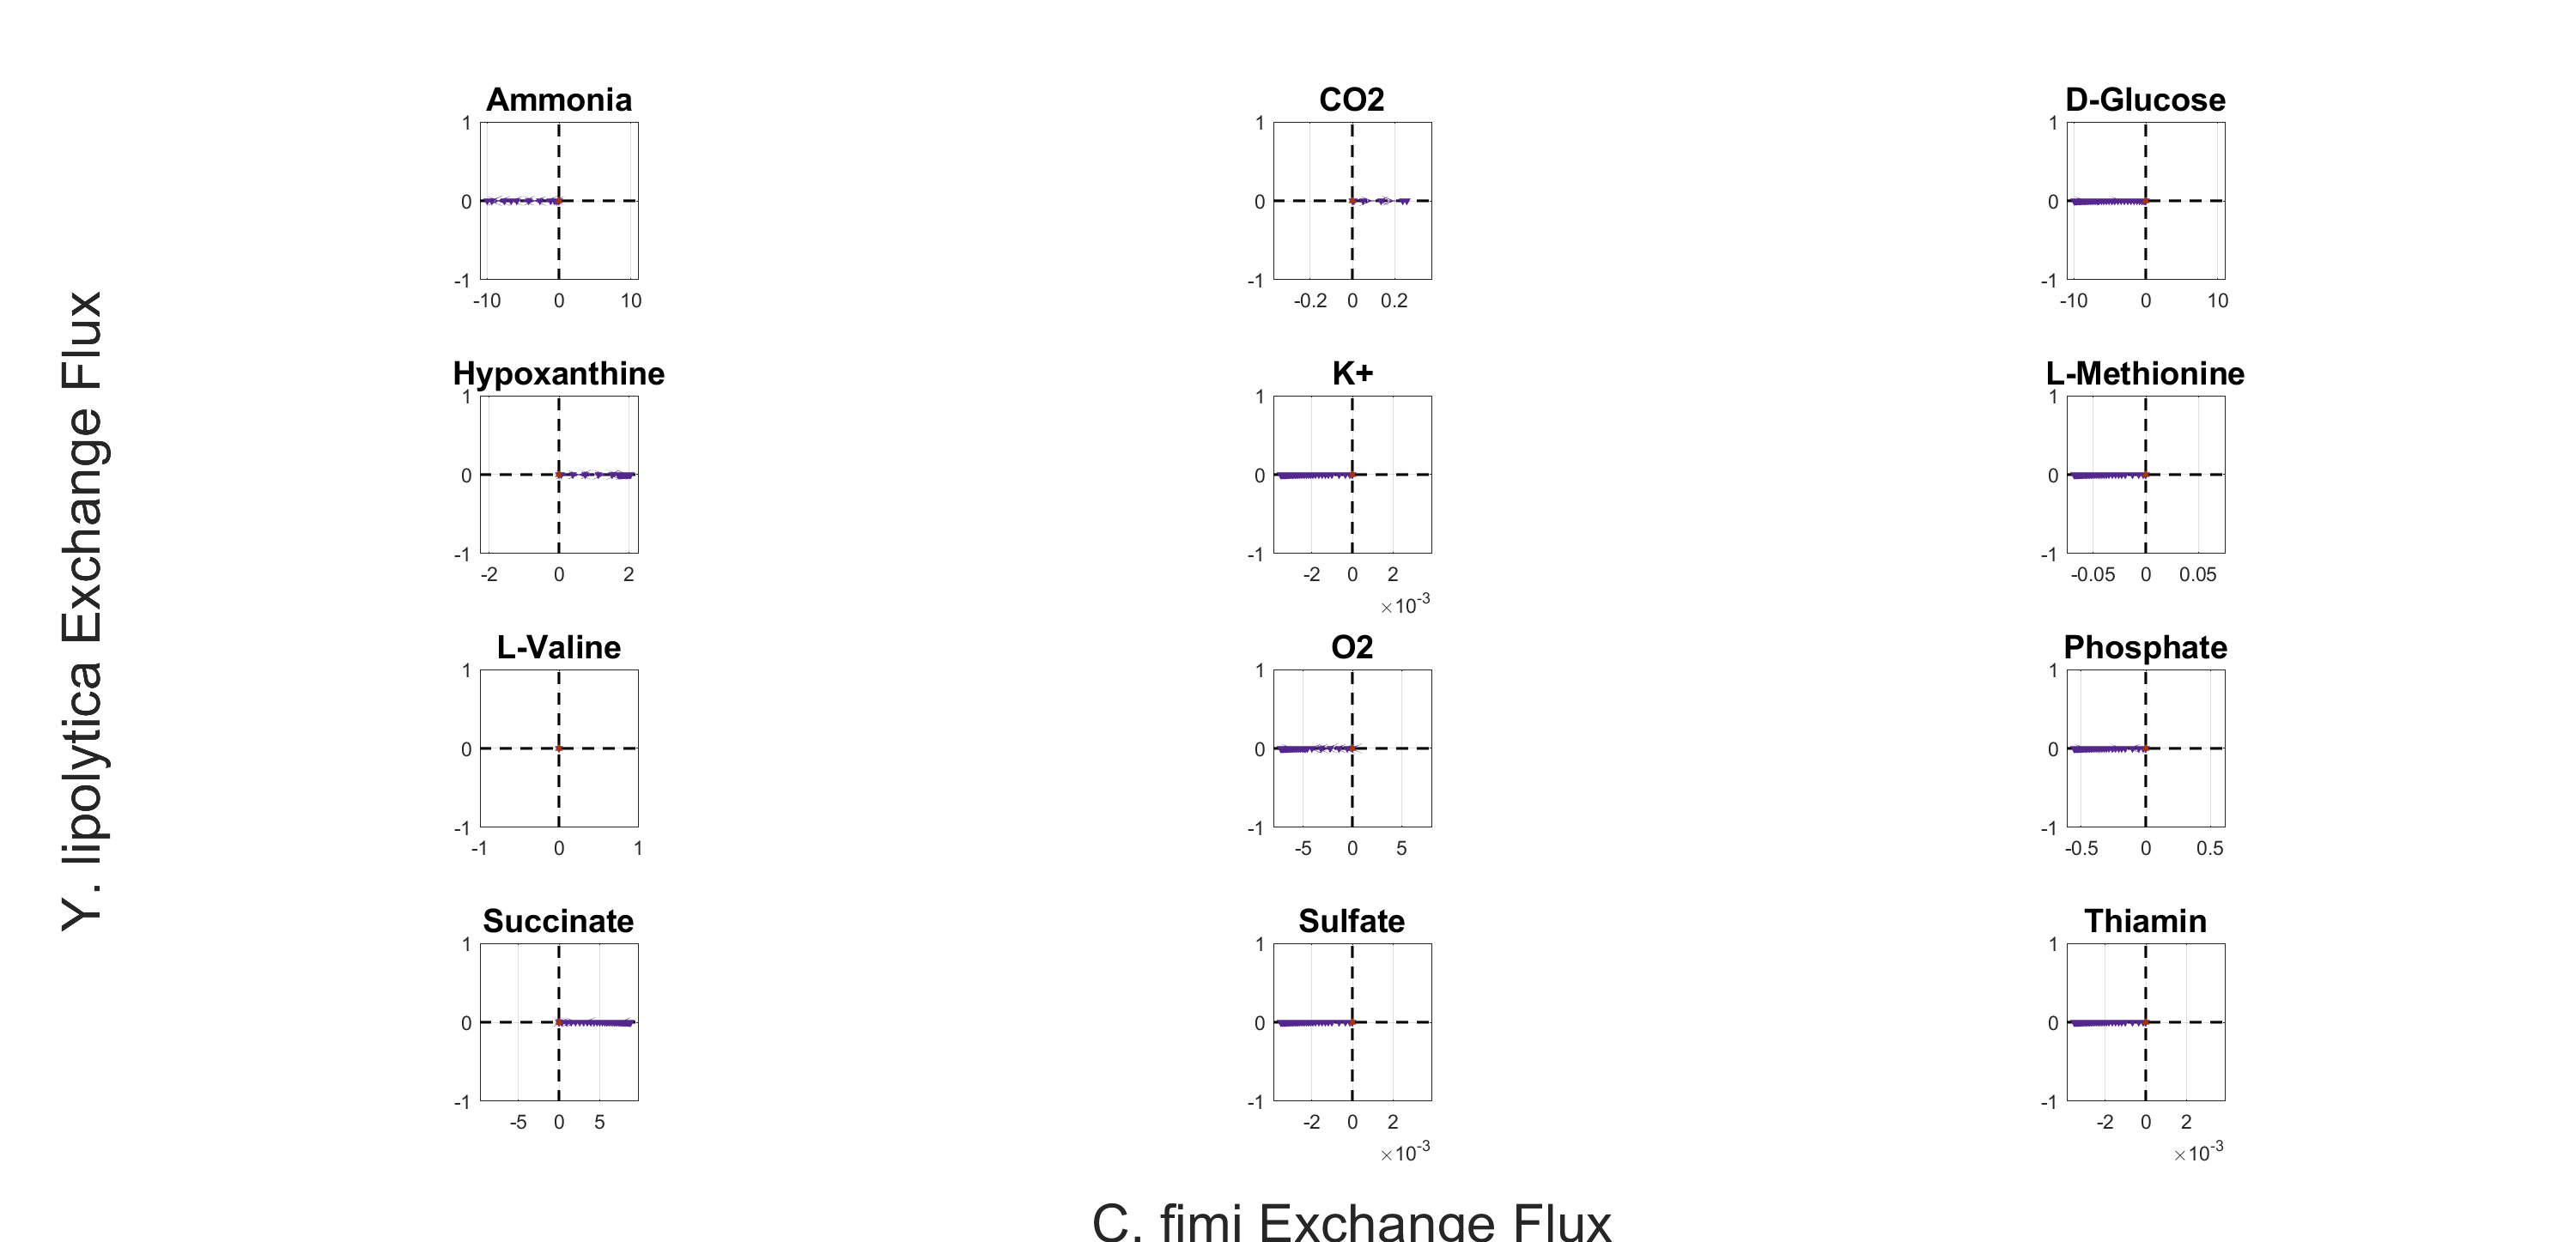 Y. lipolytica Exchange Flux
Ammonia
1
0
-1
-10 0 10
CO2
1
0
-1
-0.2 0 0.2
D-Glucose
1
0
-1
-10 0 10
Hypoxanthine
1
0
-1
-2 0 2
K+
1
0
-1
-2 0 2
×10-3
L-Methionine
1
0
-1
-0.05 0 0.05
L-Valine
1
0
-1
-1 0 1
O2
1
0
-1
-5 0 5
Phosphate
1
0
-1
-0.5 0 0.5
Succinate
1
0
-1
-5 0 5
Sulfate
1
0
-1
-2 0 2
×10-3
Thiamin
1
0
-1
-2 0 2
×10-3
C. fimi Exchange Flux